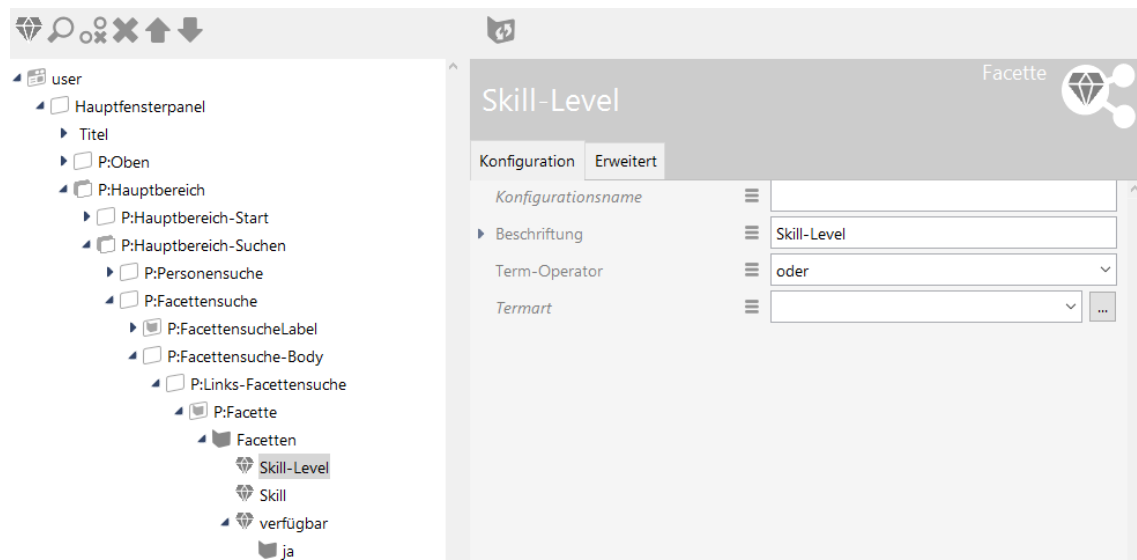 user
Hauptfensterpanel
Titel
P:Oben
P:Hauptbereich
P:Hauptbereich-Start
P:Hauptbereich-Suchen
P:Personensuche
P:Facettensuche
P:FacettensucheLabel
P:Facettensuche-Body
P:Links-Facettensuche
P:Facette
Facetten
Skill-Level
Skill
verfügbar
ja
Facette
Skill-Level
Konfiguration Erweitert
Konfigurationsname
Beschriftung Skill-Level
Term-Operator oder
Termart ...